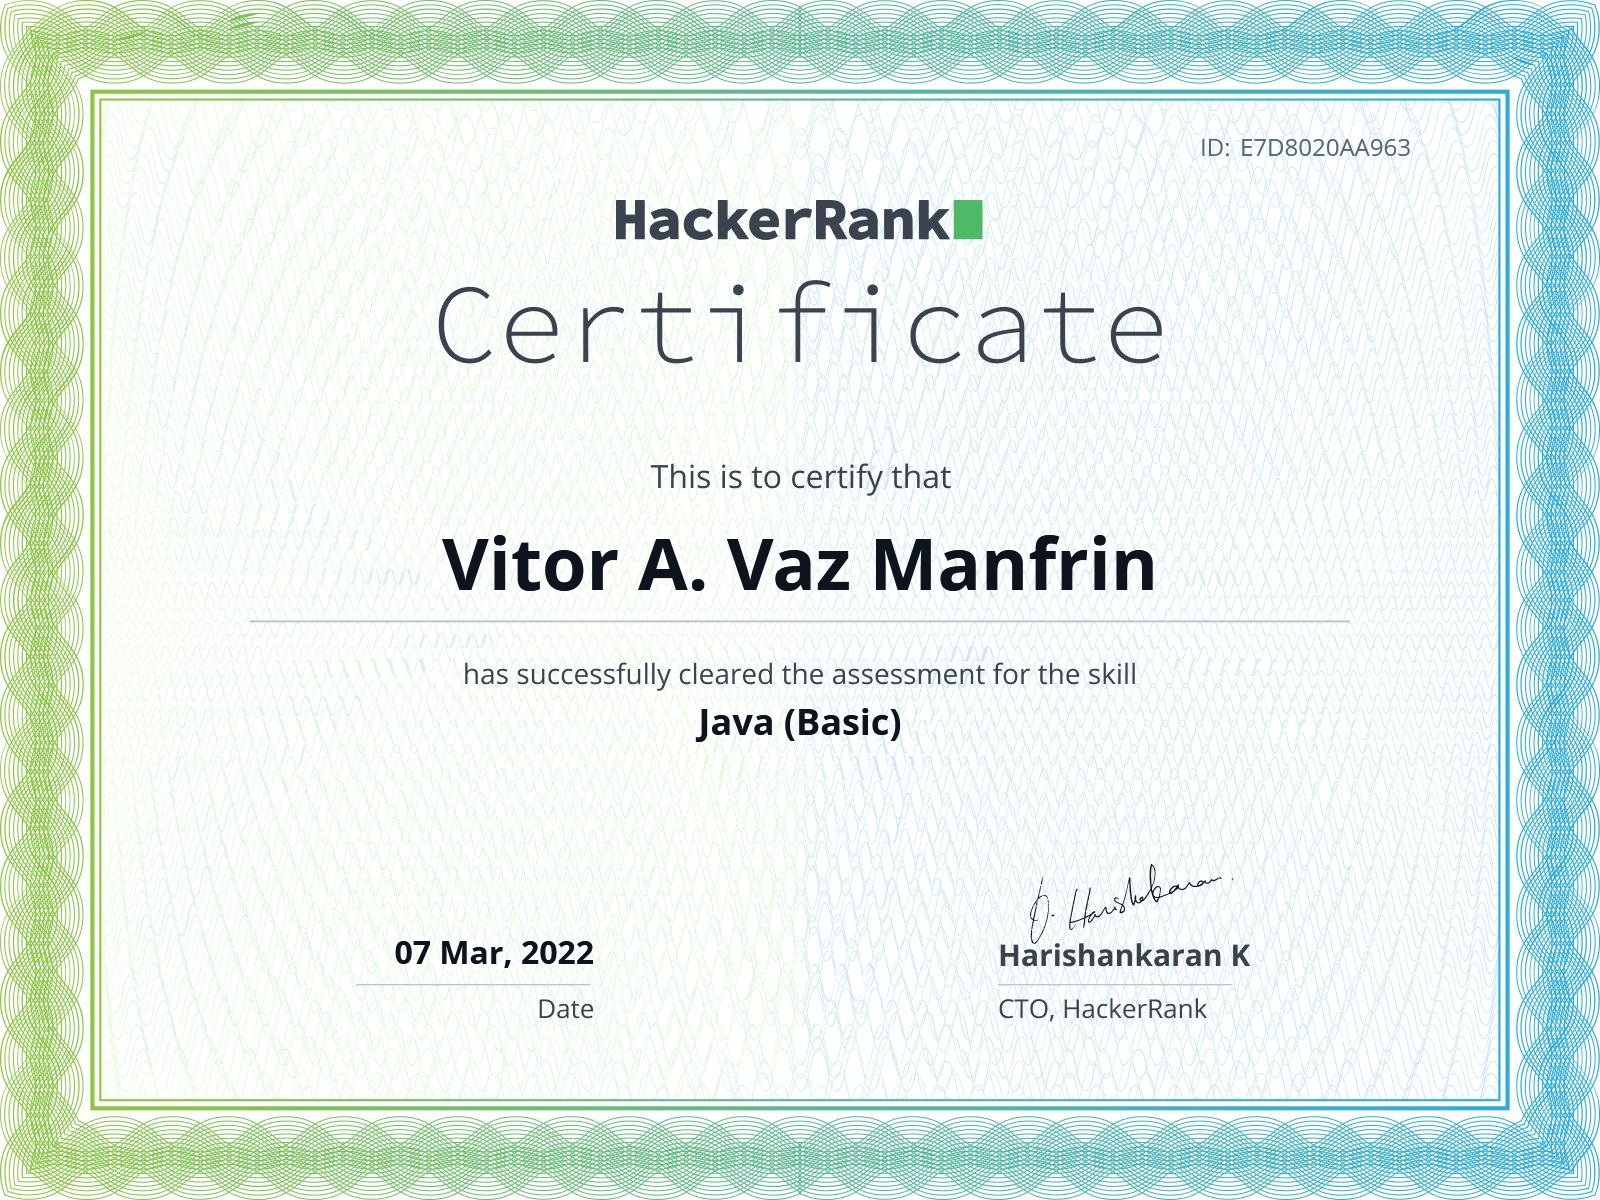 ID: E7D8020AA963
HackerRank
Certificate
This is to certify that
Vitor A. Vaz Manfrin
has successfully cleared the assessment for the skill
Java (Basic)
07 Mar, 2022
Date
Harishankaran K
CTO, HackerRank